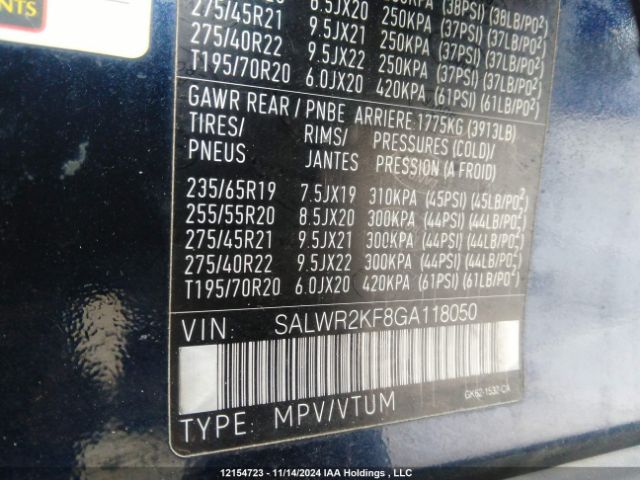 ENTS
275/45R21 9.5JX21 250KPA (37PSI) (37LB/PO²)
275/40R22 9.5JX22 250KPA (37PSI) (37LB/PO²)
T195/70R20 6.0JX20 420KPA (61PSI) (61LB/PO²)
GAWR REAR / PNBE ARRIERE 1775KG (3913LB)
TIRES/ RIMS/ PRESSURES (COLD)/
PNEUS JANTES PRESSION (A FROID)
235/65R19 7.5JX19 310KPA (45PSI) (45LB/PO²)
255/55R20 8.5JX20 300KPA (44PSI) (44LB/PO²)
275/45R21 9.5JX21 300KPA (44PSI) (44LB/PO²)
275/40R22 9.5JX22 300KPA (44PSI) (44LB/PO²)
T195/70R20 6.0JX20 420KPA (61PSI) (61LB/PO²)
VIN: SALWR2KF8GA118050
GK62-1532-CA
TYPE: MPV/VTUM
12154723 - 11/14/2024 IAA Holdings , LLC